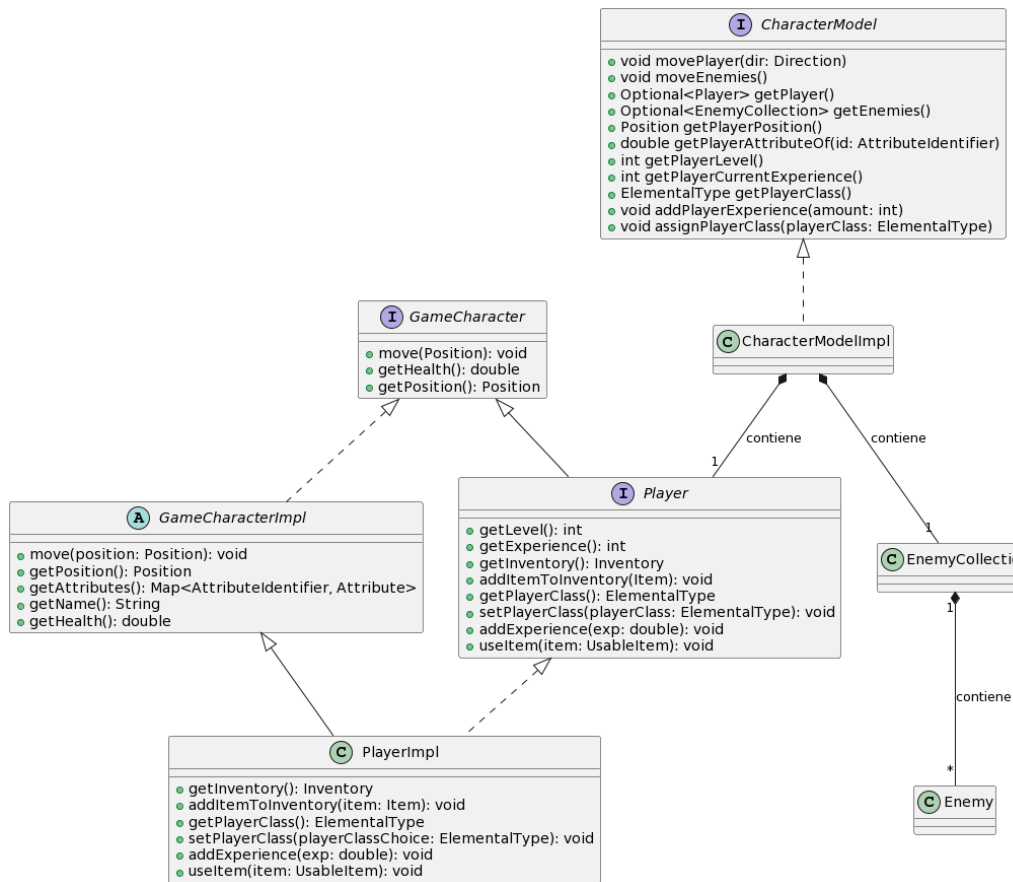 I CharacterModel
void movePlayer(dir: Direction)
void moveEnemies()
Optional<Player> getPlayer()
Optional<EnemyCollection> getEnemies()
Position getPlayerPosition()
double getPlayerAttributeOf(id: AttributeIdentifier)
int getPlayerLevel()
int getPlayerCurrentExperience()
ElementalType getPlayerClass()
void addPlayerExperience(amount: int)
void assignPlayerClass(playerClass: ElementalType)
I GameCharacter
move(Position): void
getHealth(): double
getPosition(): Position
C CharacterModelImpl
contiene
contiene
1
1
A GameCharacterImpl
move(position: Position): void
getPosition(): Position
getAttributes(): Map<AttributeIdentifier, Attribute>
getName(): String
getHealth(): double
I Player
getLevel(): int
getExperience(): int
getInventory(): Inventory
addItemToInventory(Item): void
getPlayerClass(): ElementalType
setPlayerClass(playerClass: ElementalType): void
addExperience(exp: double): void
useItem(item: UsableItem): void
C EnemyCollecti
1
contiene
*
C PlayerImpl
getInventory(): Inventory
addItemToInventory(item: Item): void
getPlayerClass(): ElementalType
setPlayerClass(playerClassChoice: ElementalType): void
addExperience(exp: double): void
useItem(item: UsableItem): void
C Enemy